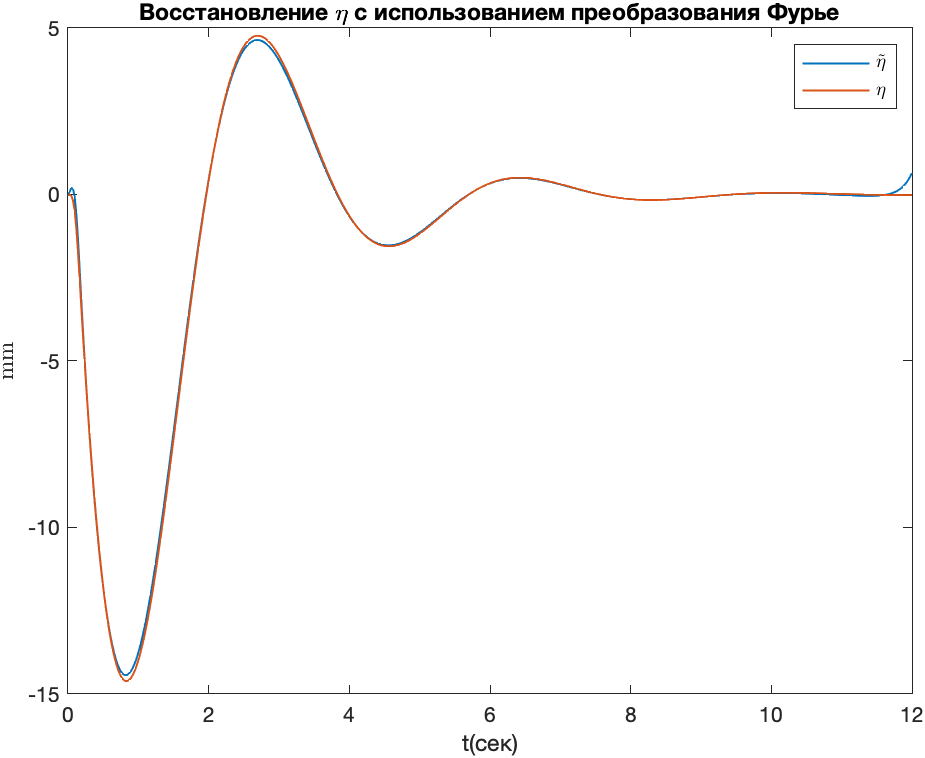 Восстановление η с использованием преобразования Фурье
η̃
η
5
0
-5
-10
-15
mm
0 2 4 6 8 10 12
t(сек)